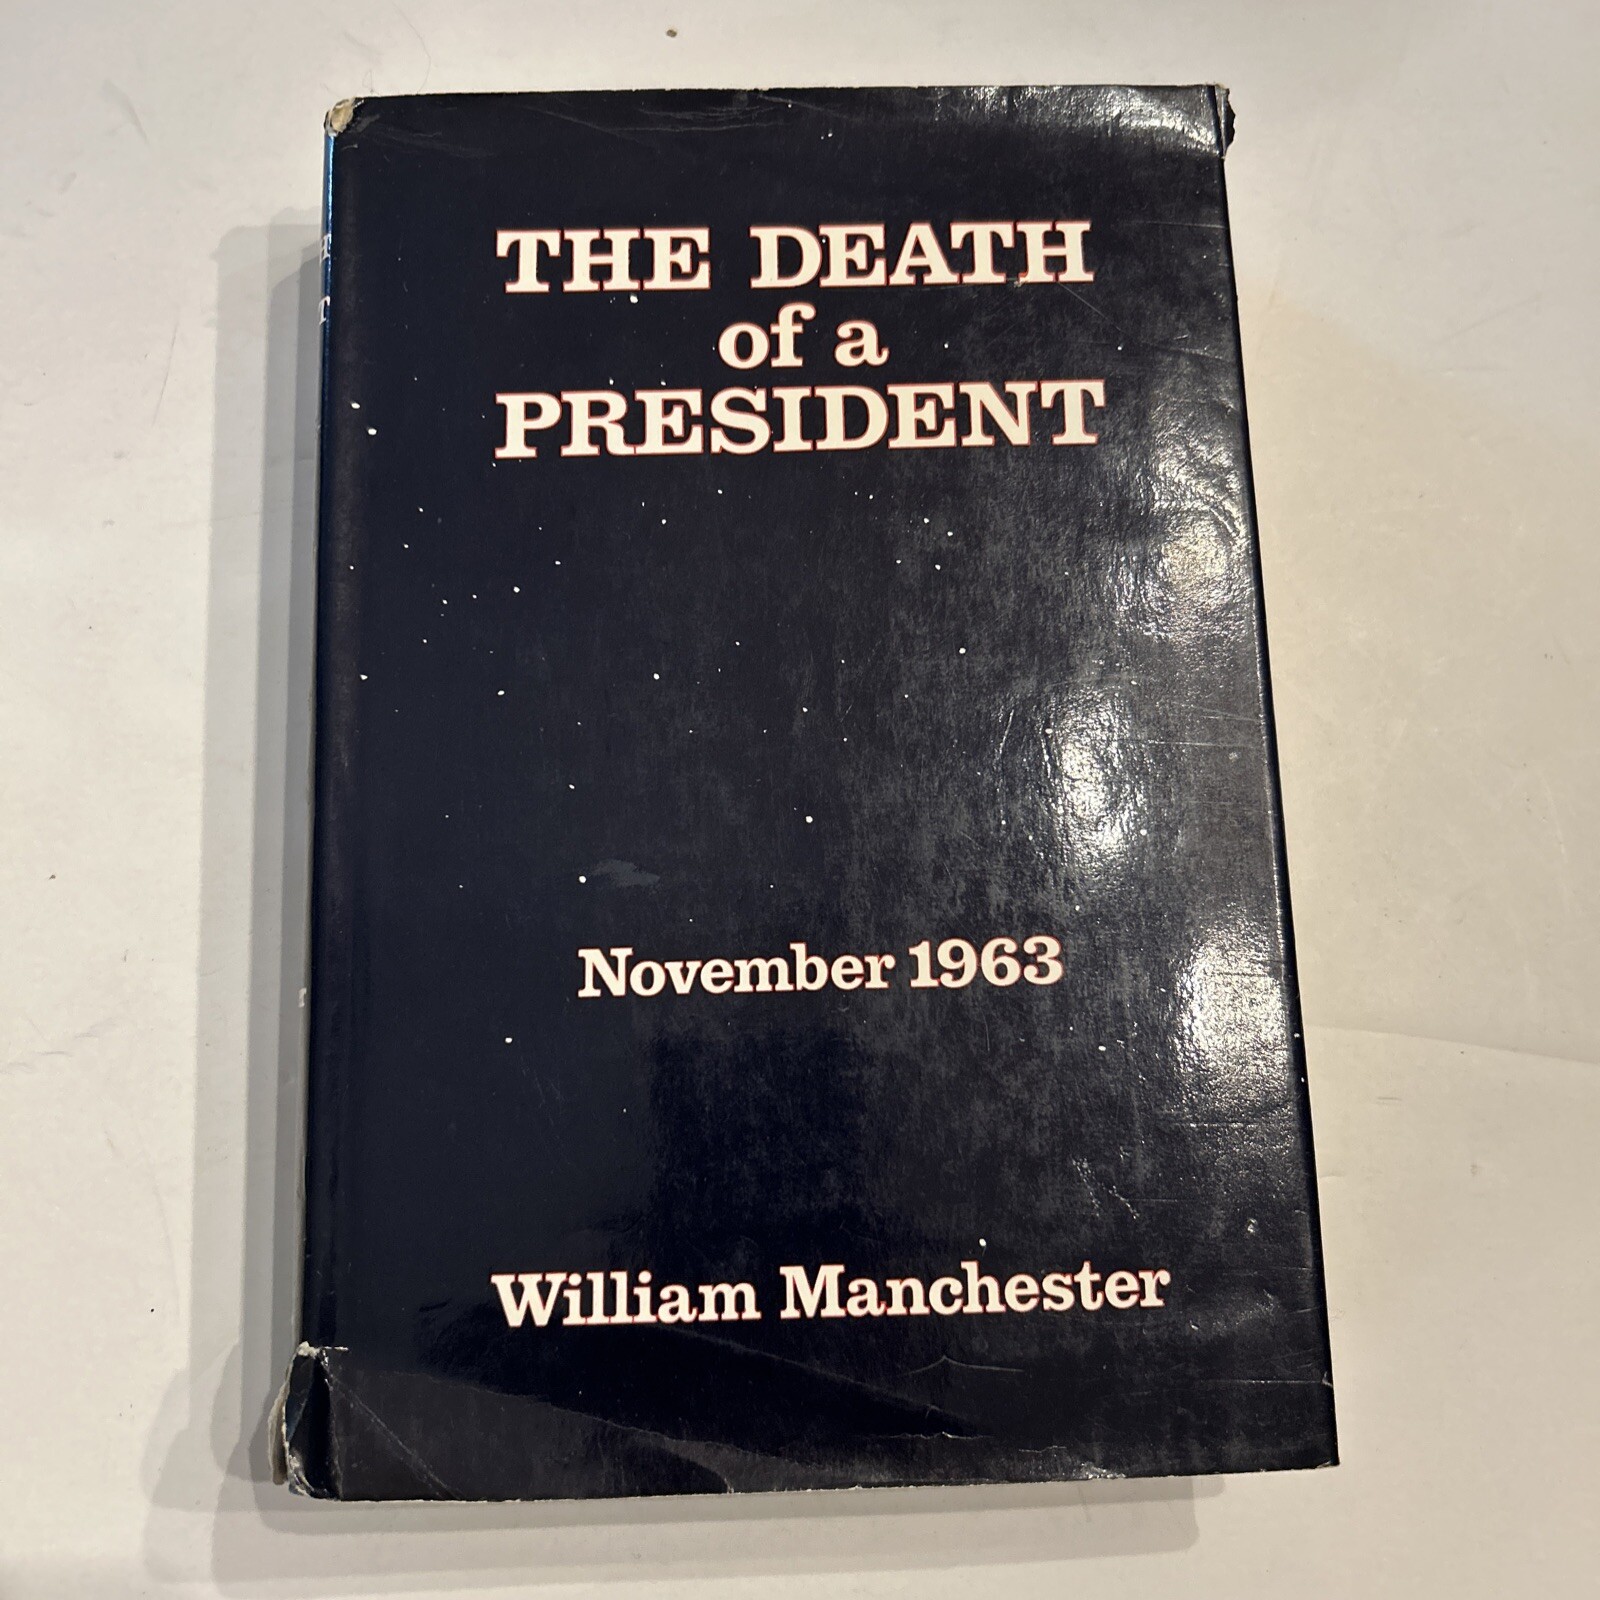 THE DEATH
of a
PRESIDENT
November 1963
William Manchester